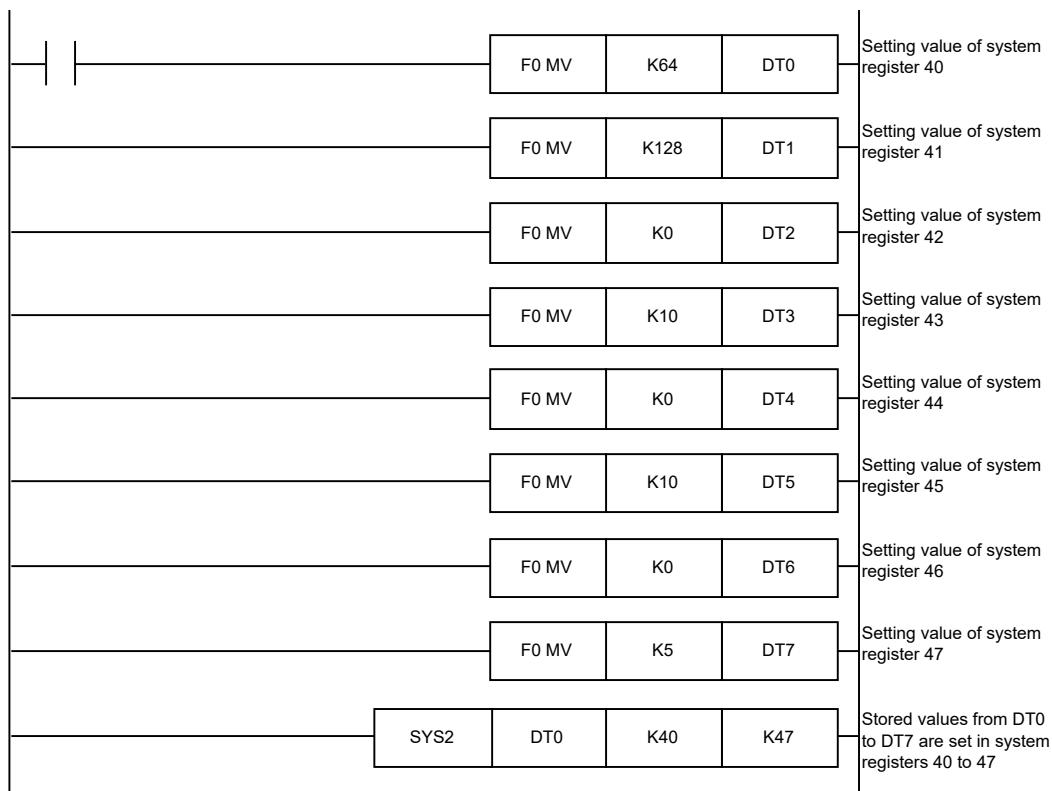 F0 MV K64 DT0 Setting value of system
register 40
F0 MV K128 DT1 Setting value of system
register 41
F0 MV K0 DT2 Setting value of system
register 42
F0 MV K10 DT3 Setting value of system
register 43
F0 MV K0 DT4 Setting value of system
register 44
F0 MV K10 DT5 Setting value of system
register 45
F0 MV K0 DT6 Setting value of system
register 46
F0 MV K5 DT7 Setting value of system
register 47
SYS2 DT0 K40 K47 Stored values from DT0
to DT7 are set in system
registers 40 to 47